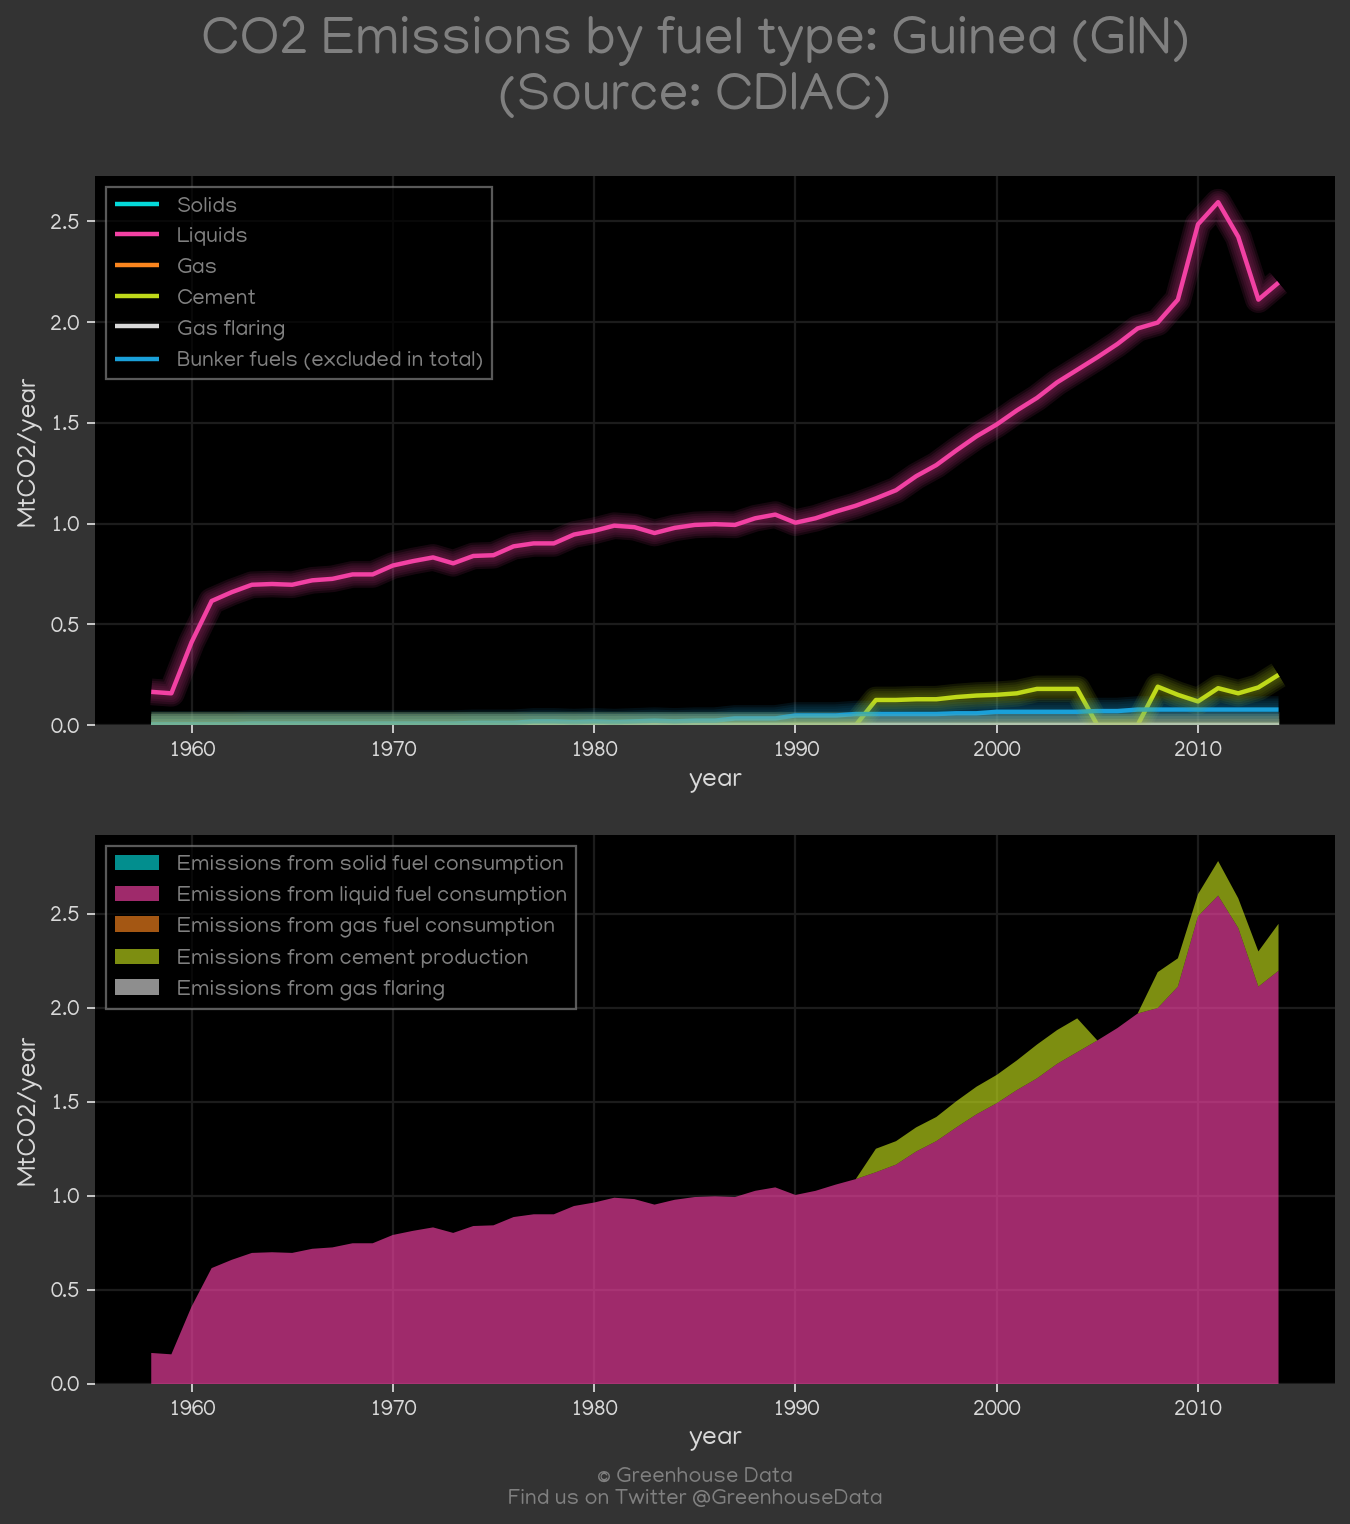 CO2 Emissions by fuel type: Guinea (GIN)
(Source: CDIAC)
Solids
Liquids
Gas
Cement
Gas flaring
Bunker fuels (excluded in total)
2.5
2.0
1.5
1.0
0.5
0.0
MtCO2/year
1960 1970 1980 1990 2000 2010
year
Emissions from solid fuel consumption
Emissions from liquid fuel consumption
Emissions from gas fuel consumption
Emissions from cement production
Emissions from gas flaring
2.5
2.0
1.5
1.0
0.5
0.0
MtCO2/year
1960 1970 1980 1990 2000 2010
year
© Greenhouse Data
Find us on Twitter @GreenhouseData